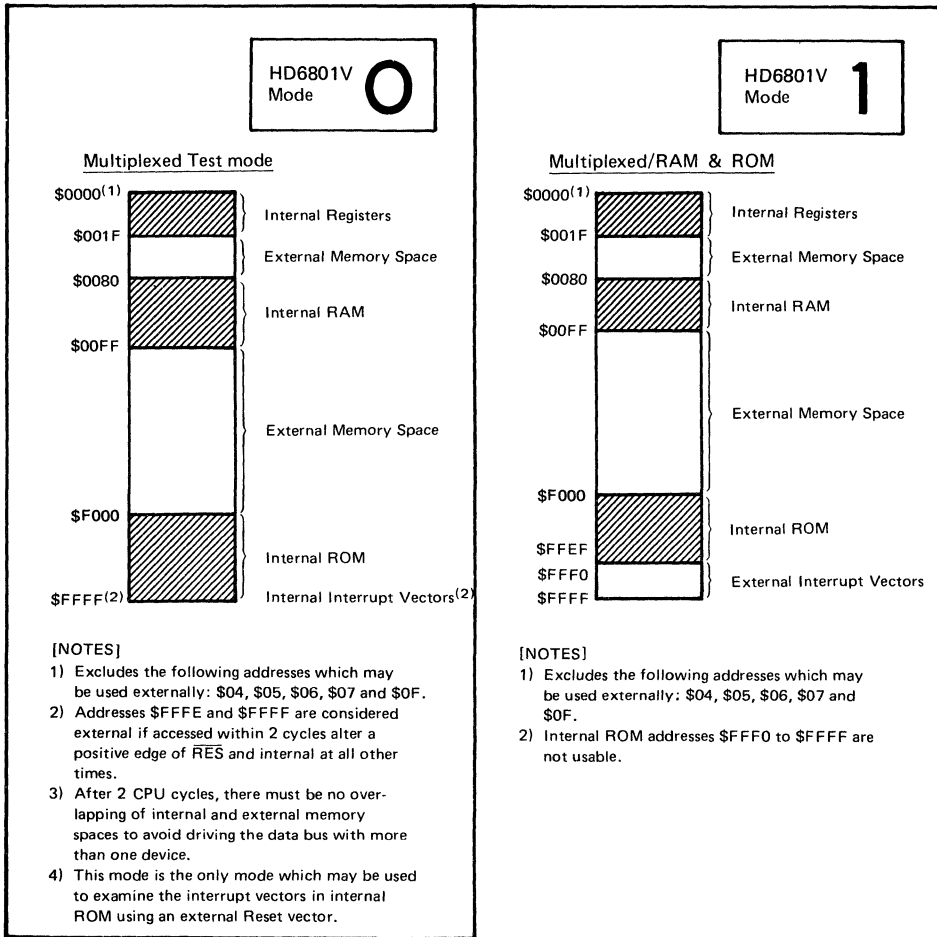 HD6801V
Mode 0
Multiplexed Test mode
$0000(1)
Internal Registers
$001F
External Memory Space
$0080
Internal RAM
$00FF
External Memory Space
$F000
Internal ROM
$FFFF(2)
Internal Interrupt Vectors(2)
[NOTES]
1) Excludes the following addresses which may
be used externally: $04, $05, $06, $07 and $0F.
2) Addresses $FFFE and $FFFF are considered
external if accessed within 2 cycles alter a
positive edge of RES and internal at all other
times.
3) After 2 CPU cycles, there must be no over-
lapping of internal and external memory
spaces to avoid driving the data bus with more
than one device.
4) This mode is the only mode which may be used
to examine the interrupt vectors in internal
ROM using an external Reset vector.
HD6801V
Mode 1
Multiplexed/RAM & ROM
$0000(1)
Internal Registers
$001F
External Memory Space
$0080
Internal RAM
$00FF
External Memory Space
$F000
Internal ROM
$FFEF
$FFF0
External Interrupt Vectors
$FFFF
[NOTES]
1) Excludes the following addresses which may
be used externally: $04, $05, $06, $07 and
$0F.
2) Internal ROM addresses $FFF0 to $FFFF are
not usable.